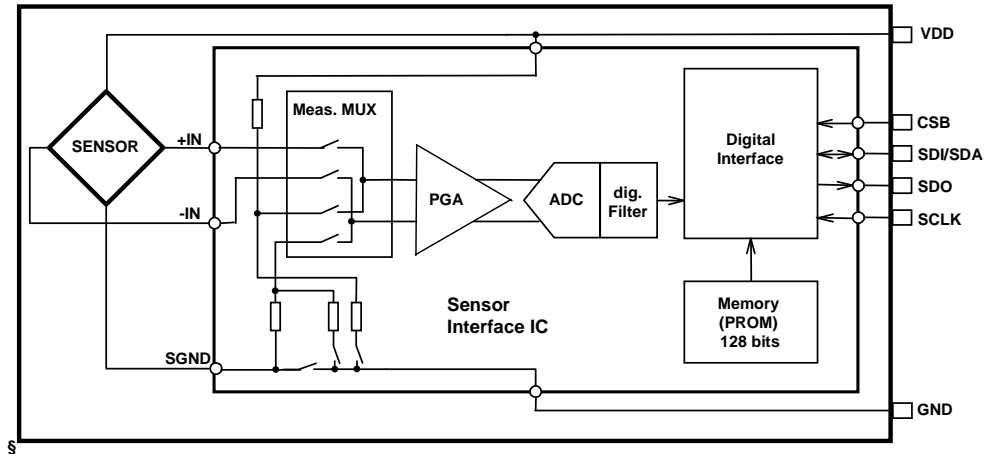 VDD
Meas. MUX
+IN
SENSOR
-IN
PGA
ADC
dig.
Filter
Digital
Interface
CSB
SDI/SDA
SDO
SCLK
Sensor
Interface IC
Memory
(PROM)
128 bits
SGND
GND
§